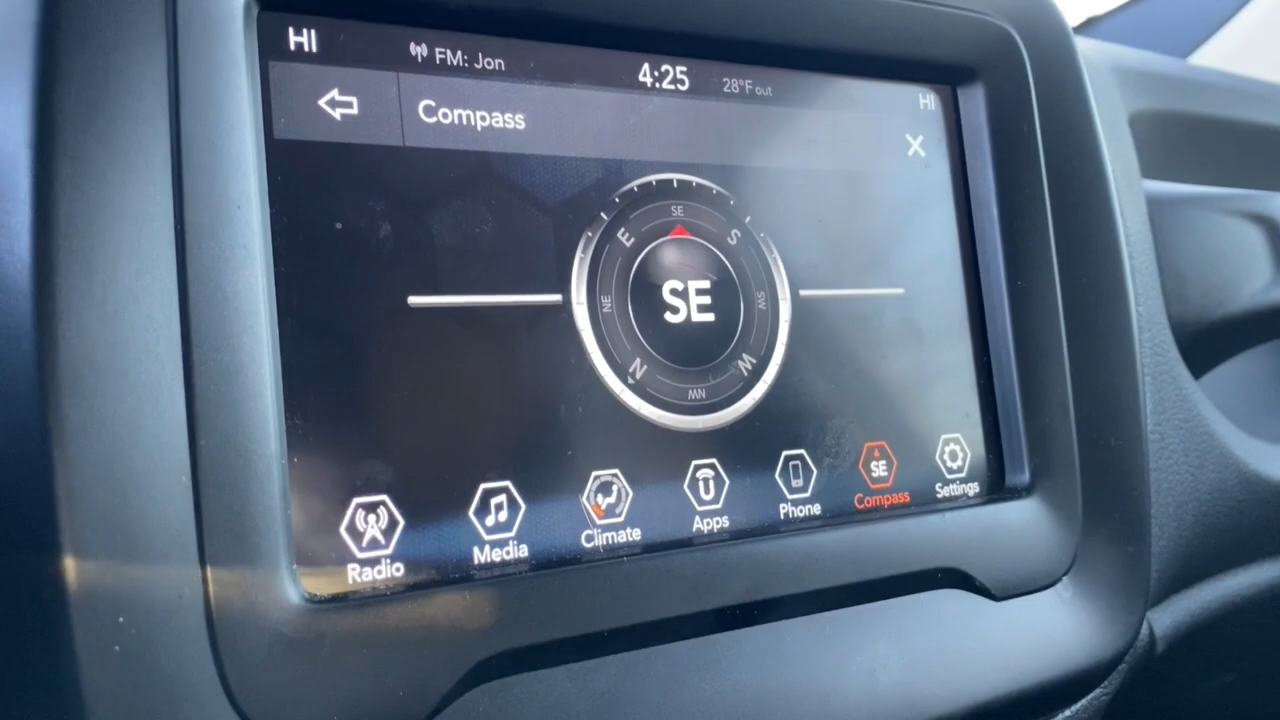 HI
FM: Jon
4:25
28°F out
HI
Compass
SE
E
S
NE
SE
SW
N
W
NW
Radio
Media
Climate
Apps
Phone
SE
Compass
Settings